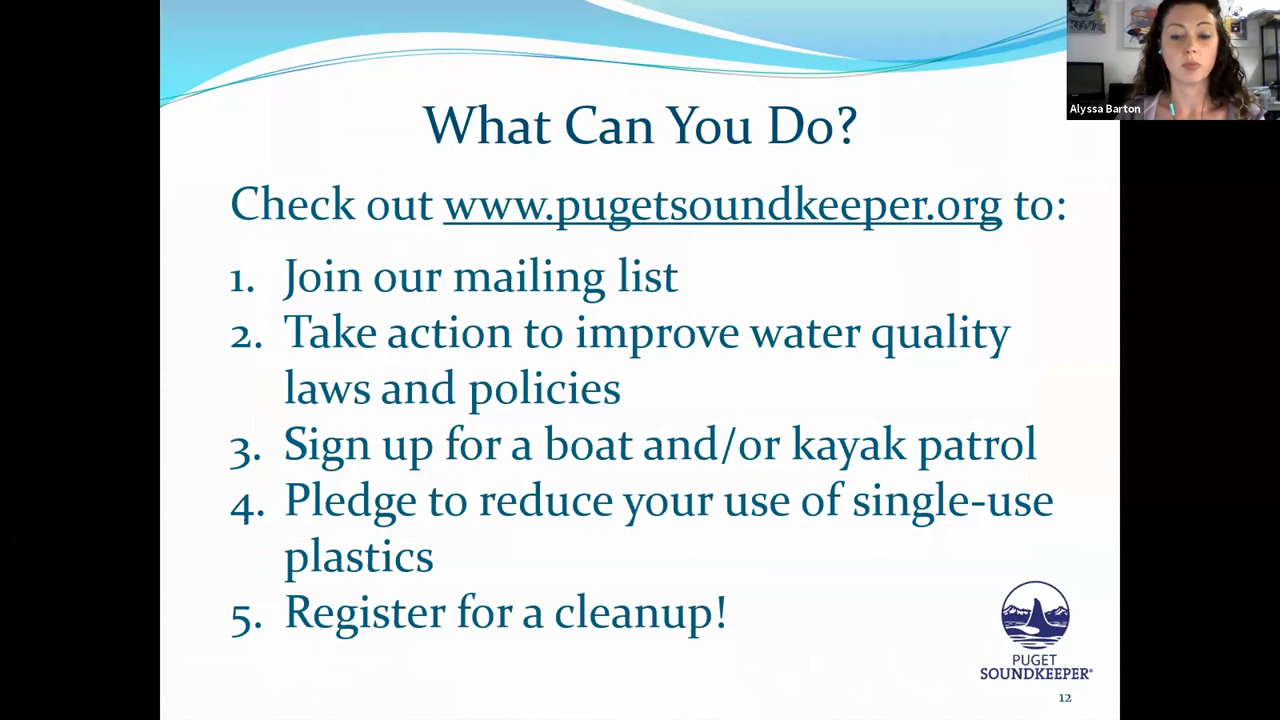 Alyssa Barton
What Can You Do?
Check out www.pugetsoundkeeper.org to:
1. Join our mailing list
2. Take action to improve water quality
laws and policies
3. Sign up for a boat and/or kayak patrol
4. Pledge to reduce your use of single-use
plastics
5. Register for a cleanup!
PUGET
SOUNDKEEPER®
12